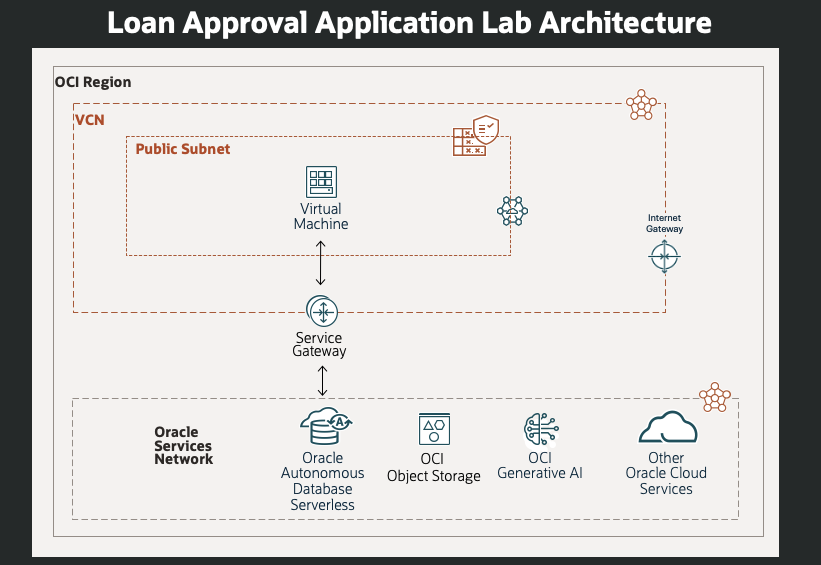 Loan Approval Application Lab Architecture
OCI Region
VCN
Public Subnet
Virtual
Machine
Internet
Gateway
Service
Gateway
Oracle
Services
Network
Oracle
Autonomous
Database
Serverless
OCI
Object Storage
OCI
Generative AI
Other
Oracle Cloud
Services
A